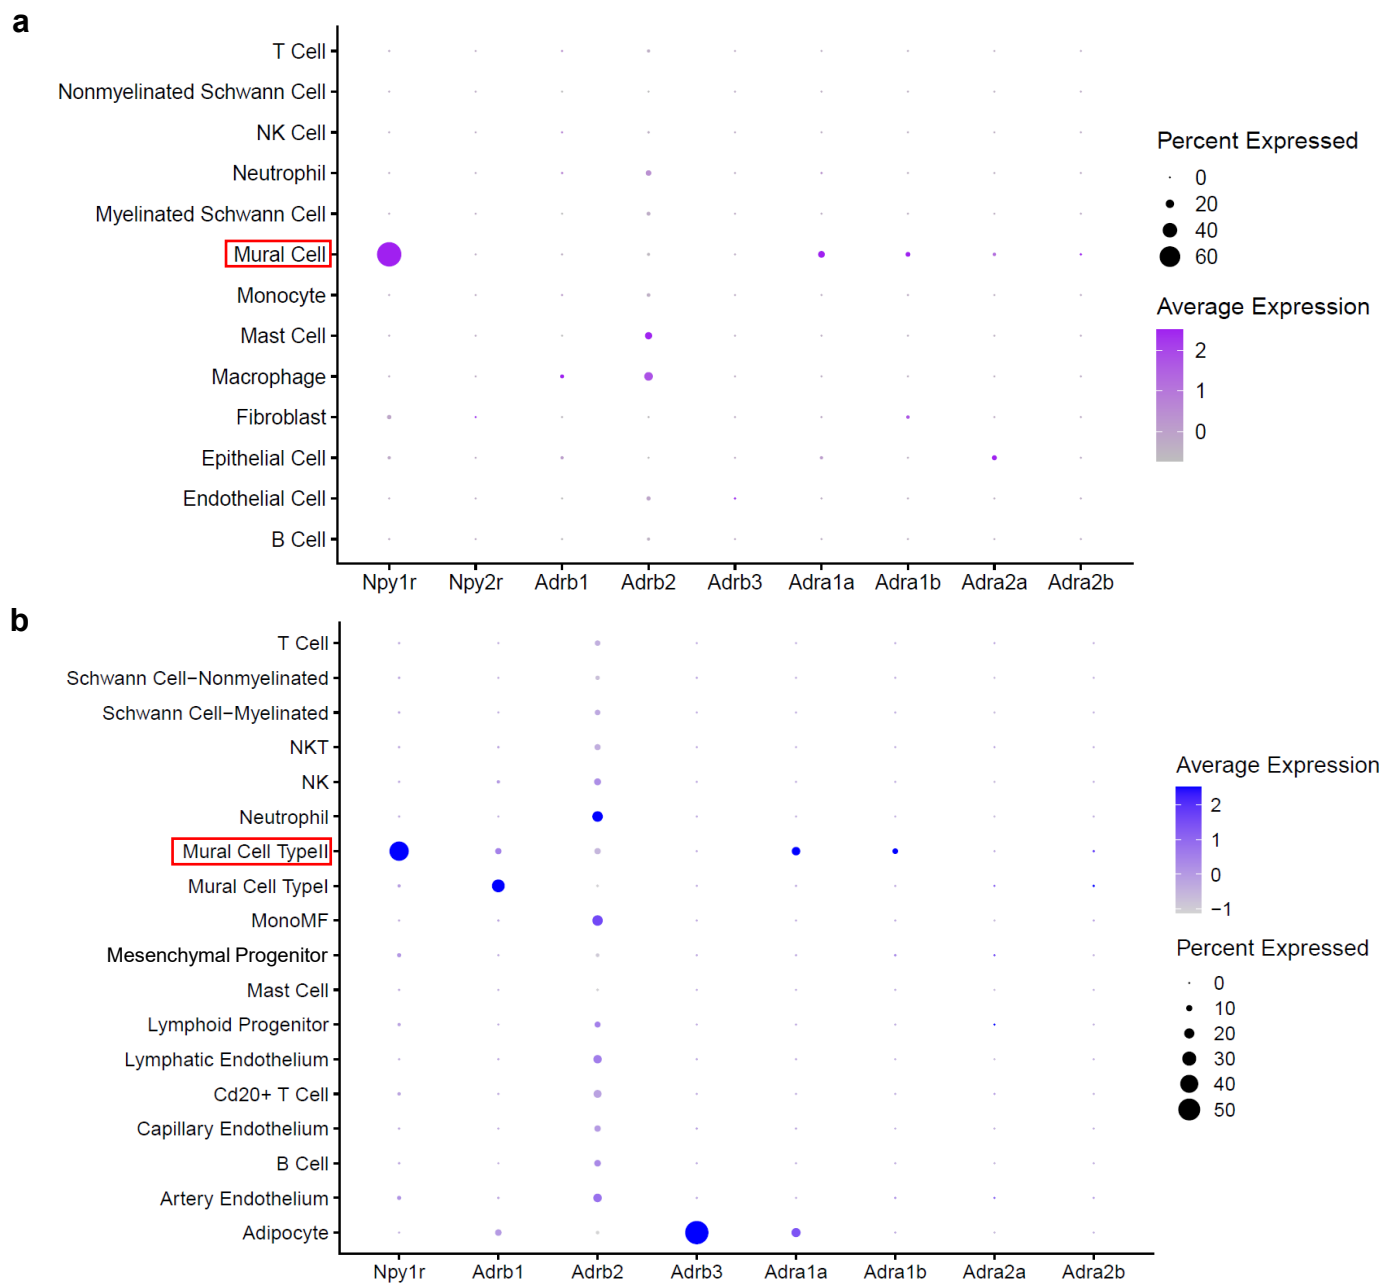 a
T Cell
Nonmyelinated Schwann Cell
NK Cell
Neutrophil
Myelinated Schwann Cell
Mural Cell
Monocyte
Mast Cell
Macrophage
Fibroblast
Epithelial Cell
Endothelial Cell
B Cell
Npy1r Npy2r Adrb1 Adrb2 Adrb3 Adra1a Adra1b Adra2a Adra2b
Percent Expressed
0
20
40
60
Average Expression
2
1
0
b
T Cell
Schwann Cell−Nonmyelinated
Schwann Cell−Myelinated
NKT
NK
Neutrophil
Mural Cell TypeII
Mural Cell TypeI
MonoMF
Mesenchymal Progenitor
Mast Cell
Lymphoid Progenitor
Lymphatic Endothelium
Cd20+ T Cell
Capillary Endothelium
B Cell
Artery Endothelium
Adipocyte
Npy1r Adrb1 Adrb2 Adrb3 Adra1a Adra1b Adra2a Adra2b
Average Expression
2
1
0
−1
Percent Expressed
0
10
20
30
40
50